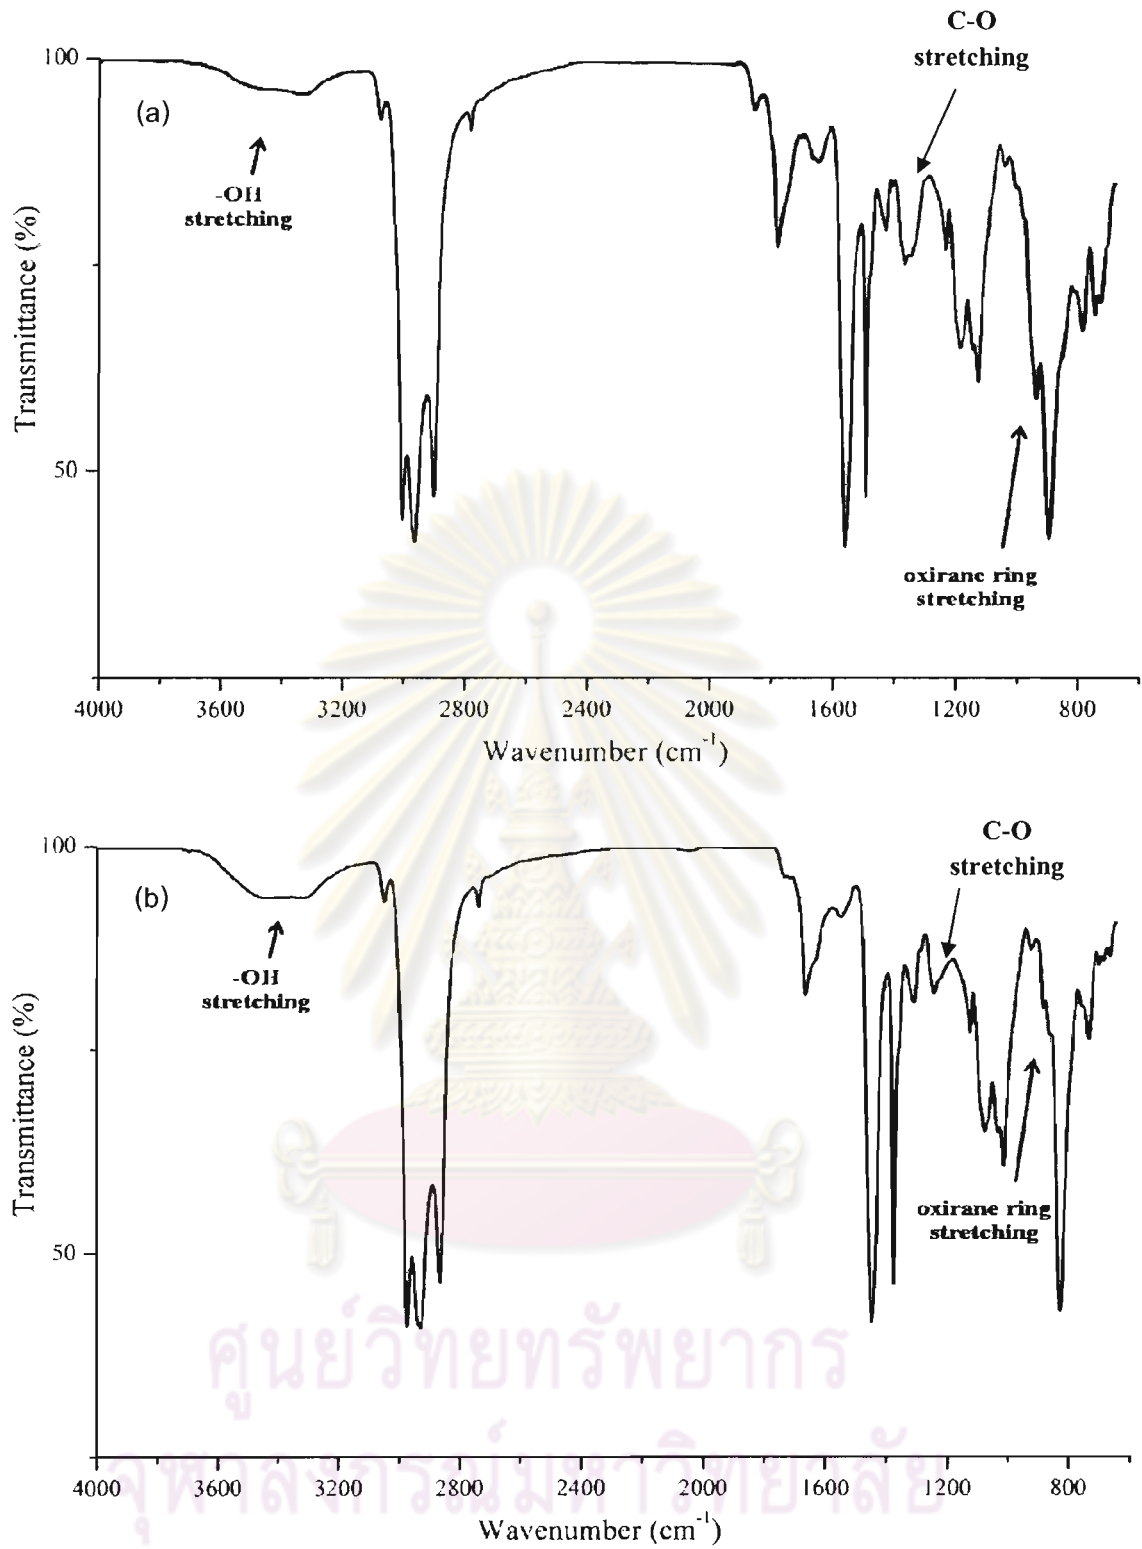 C-O
stretching
100
(a)
-OH
stretching
Transmittance (%)
50
oxirane ring
stretching
4000 3600 3200 2800 2400 2000 1600 1200 800
Wavenumber (cm-1)
C-O
stretching
100
(b)
-OH
stretching
Transmittance (%)
oxirane ring
stretching
50
ศูนย์วิทยทรัพยากร
จุฬาลงกรณ์มหาวิทยาลัย
4000 3600 3200 2800 2400 2000 1600 1200 800
Wavenumber (cm-1)